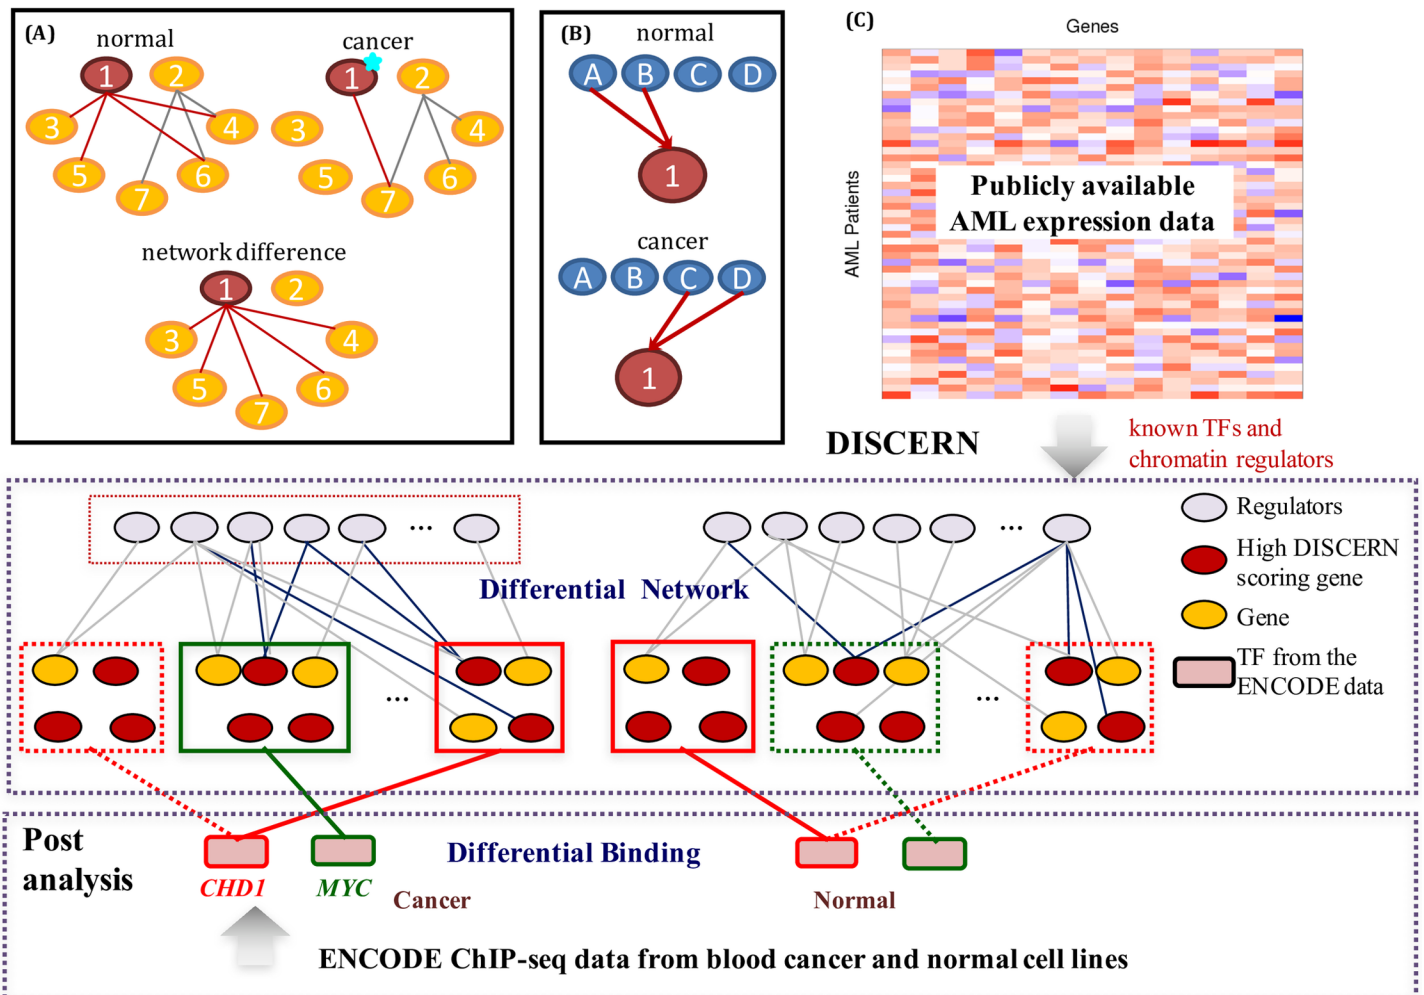 (A)
normal
cancer
1
2
3
4
5
6
7
1
2
3
4
5
6
7
network difference
1
2
3
4
5
6
7
(B)
normal
A B C D
1
cancer
A B C D
1
(C)
Genes
AML Patients
Publicly available
AML expression data
DISCERN
known TFs and
chromatin regulators
...
...
Regulators
High DISCERN
scoring gene
Gene
TF from the
ENCODE data
Differential Network
...
...
Post
analysis
CHD1
MYC
Differential Binding
Cancer
Normal
ENCODE ChIP-seq data from blood cancer and normal cell lines